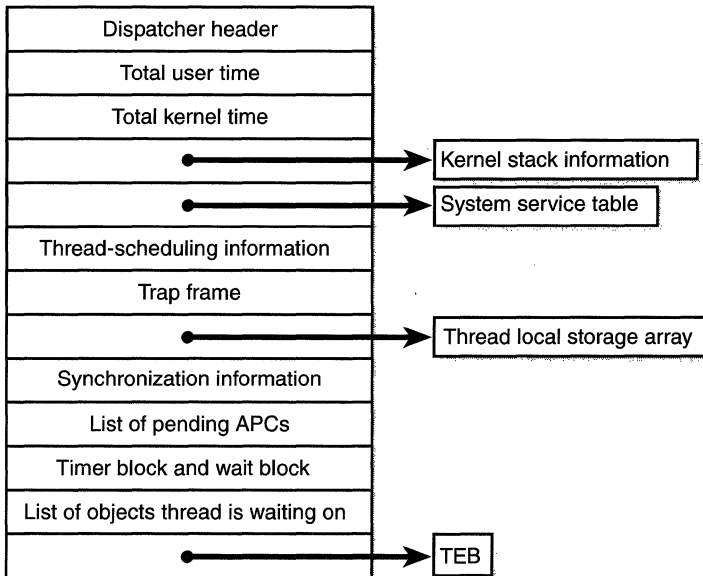 Dispatcher header
Total user time
Total kernel time
Kernel stack information
System service table
Thread-scheduling information
Trap frame
Thread local storage array
Synchronization information
List of pending APCs
Timer block and wait block
List of objects thread is waiting on
TEB